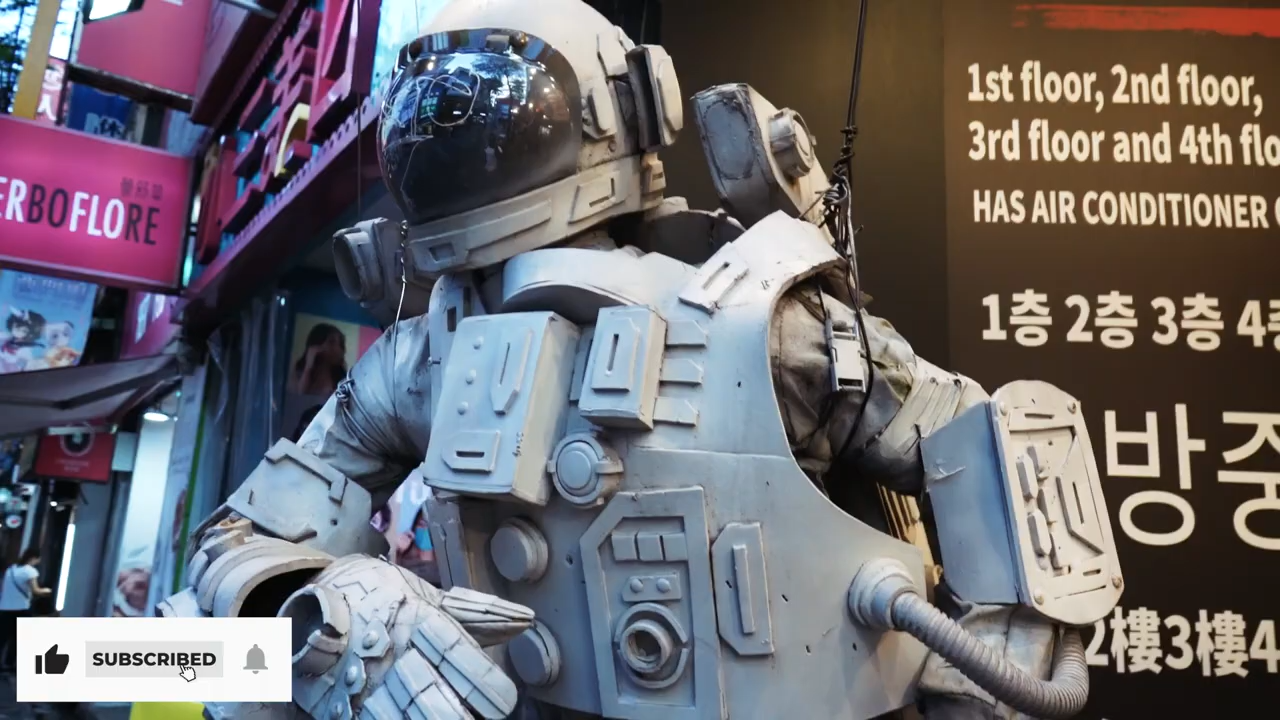 ERBOFLORE
1st floor, 2nd floor,
3rd floor and 4th flo
HAS AIR CONDITIONER
1층 2층 3층 4층
방중
2樓3樓4
SUBSCRIBED